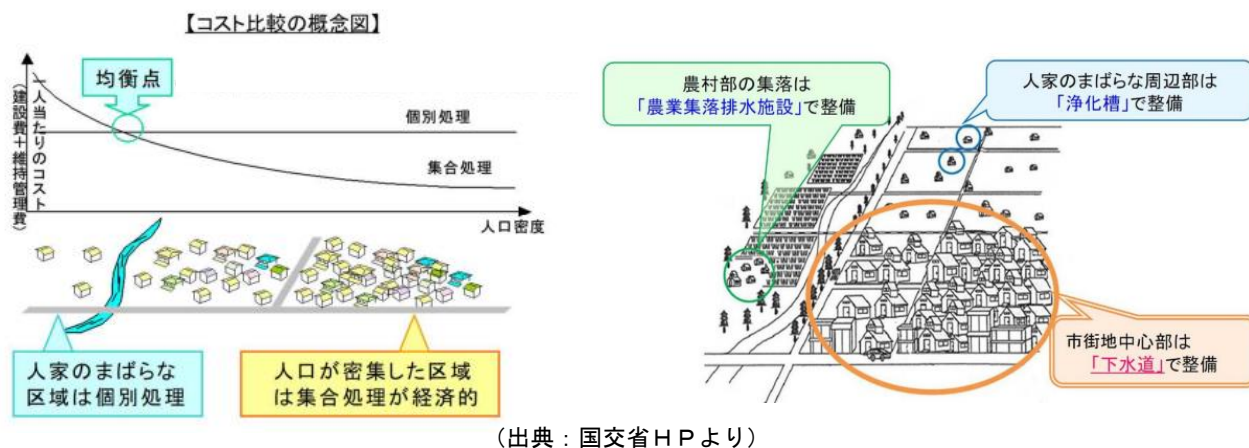 【コスト比較の概念図】
均衡点
一人当たりのコスト
（建設費＋維持管理費）
個別処理
集合処理
人口密度
人家のまばらな
区域は個別処理
人口が密集した区域
は集合処理が経済的
農村部の集落は
「農業集落排水施設」で整備
人家のまばらな周辺部は
「浄化槽」で整備
市街地中心部は
「下水道」で整備
（出典：国交省ＨＰより）